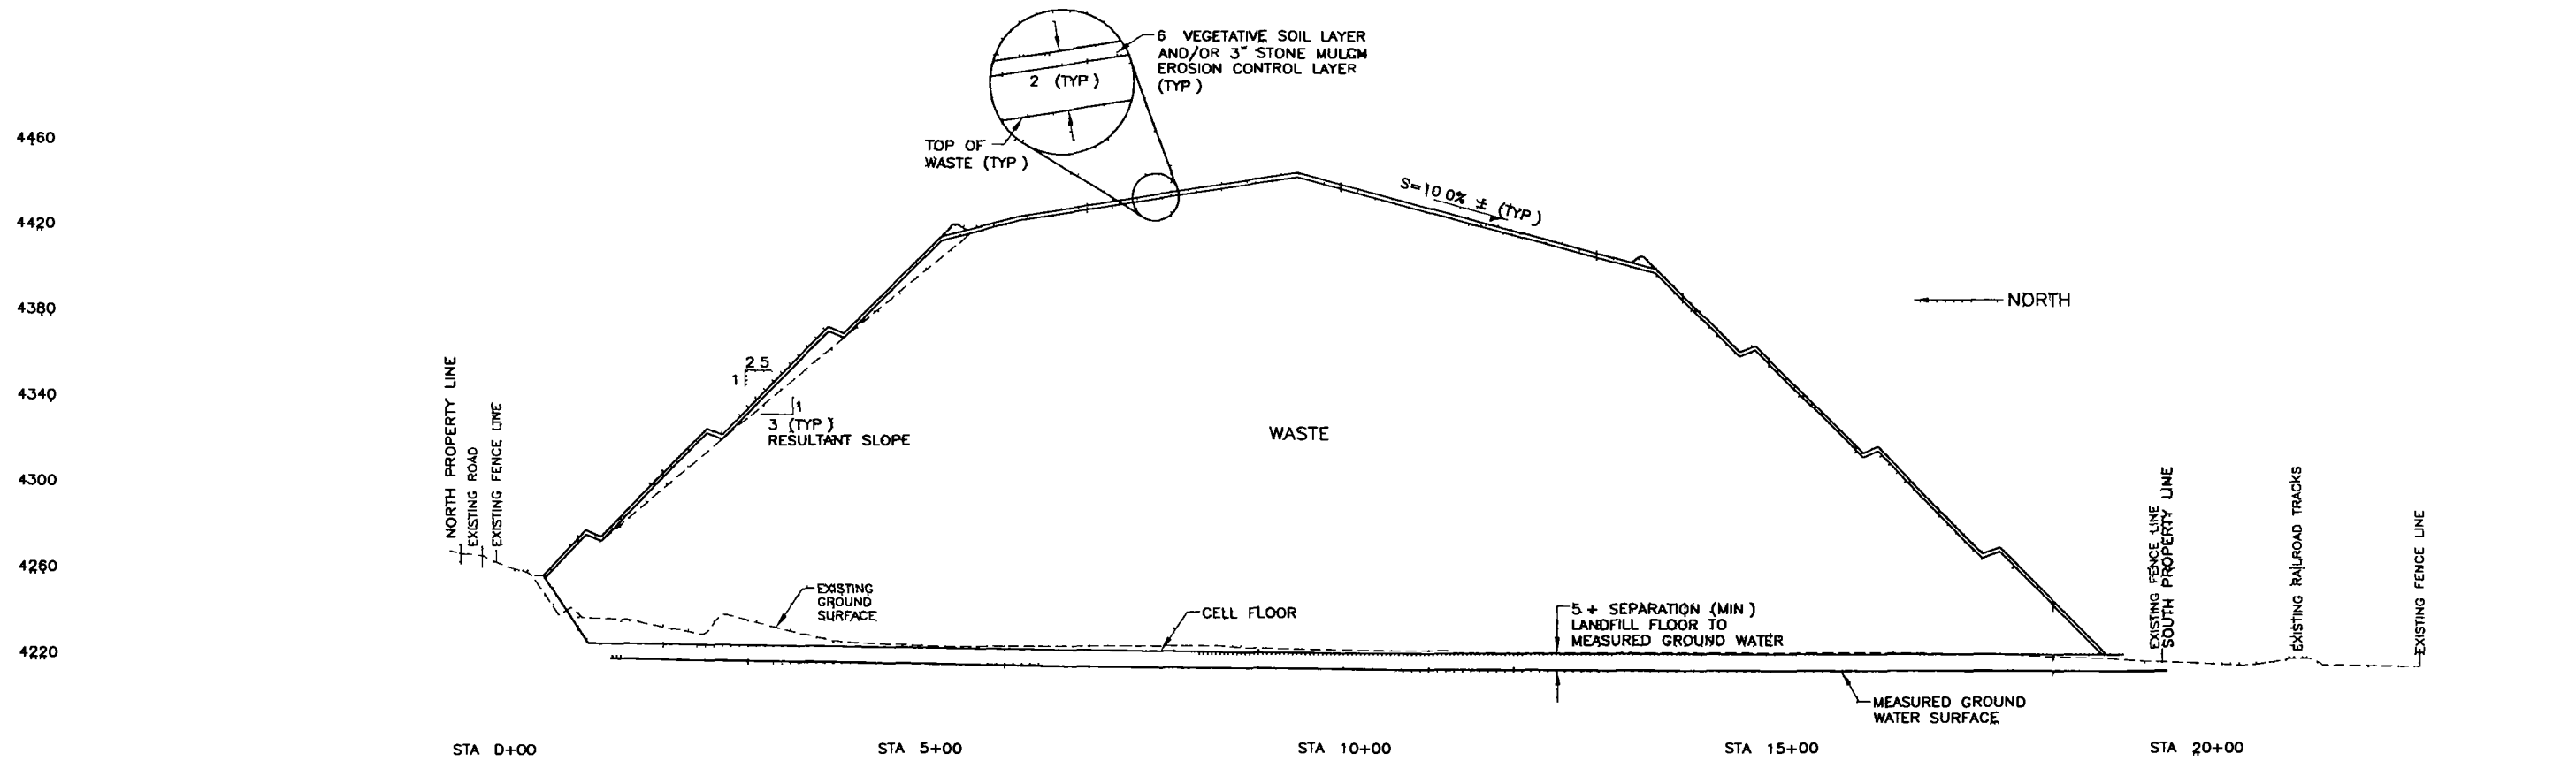 6 VEGETATIVE SOIL LAYER
AND/OR 3" STONE MULCH
EROSION CONTROL LAYER
(TYP )
2 (TYP )
TOP OF
WASTE (TYP )
4460
4420
4380
4340
4300
4260
4220
S=10 0% ± (TYP )
NORTH
2 5
1
1
3 (TYP )
RESULTANT SLOPE
WASTE
NORTH PROPERTY LINE
EXISTING ROAD
EXISTING FENCE LINE
EXISTING
GROUND
SURFACE
CELL FLOOR
5 + SEPARATION (MIN )
LANDFILL FLOOR TO
MEASURED GROUND WATER
EXISTING FENCE LINE
SOUTH PROPERTY LINE
EXISTING RAILROAD TRACKS
EXISTING FENCE LINE
MEASURED GROUND
WATER SURFACE
STA 0+00
STA 5+00
STA 10+00
STA 15+00
STA 20+00